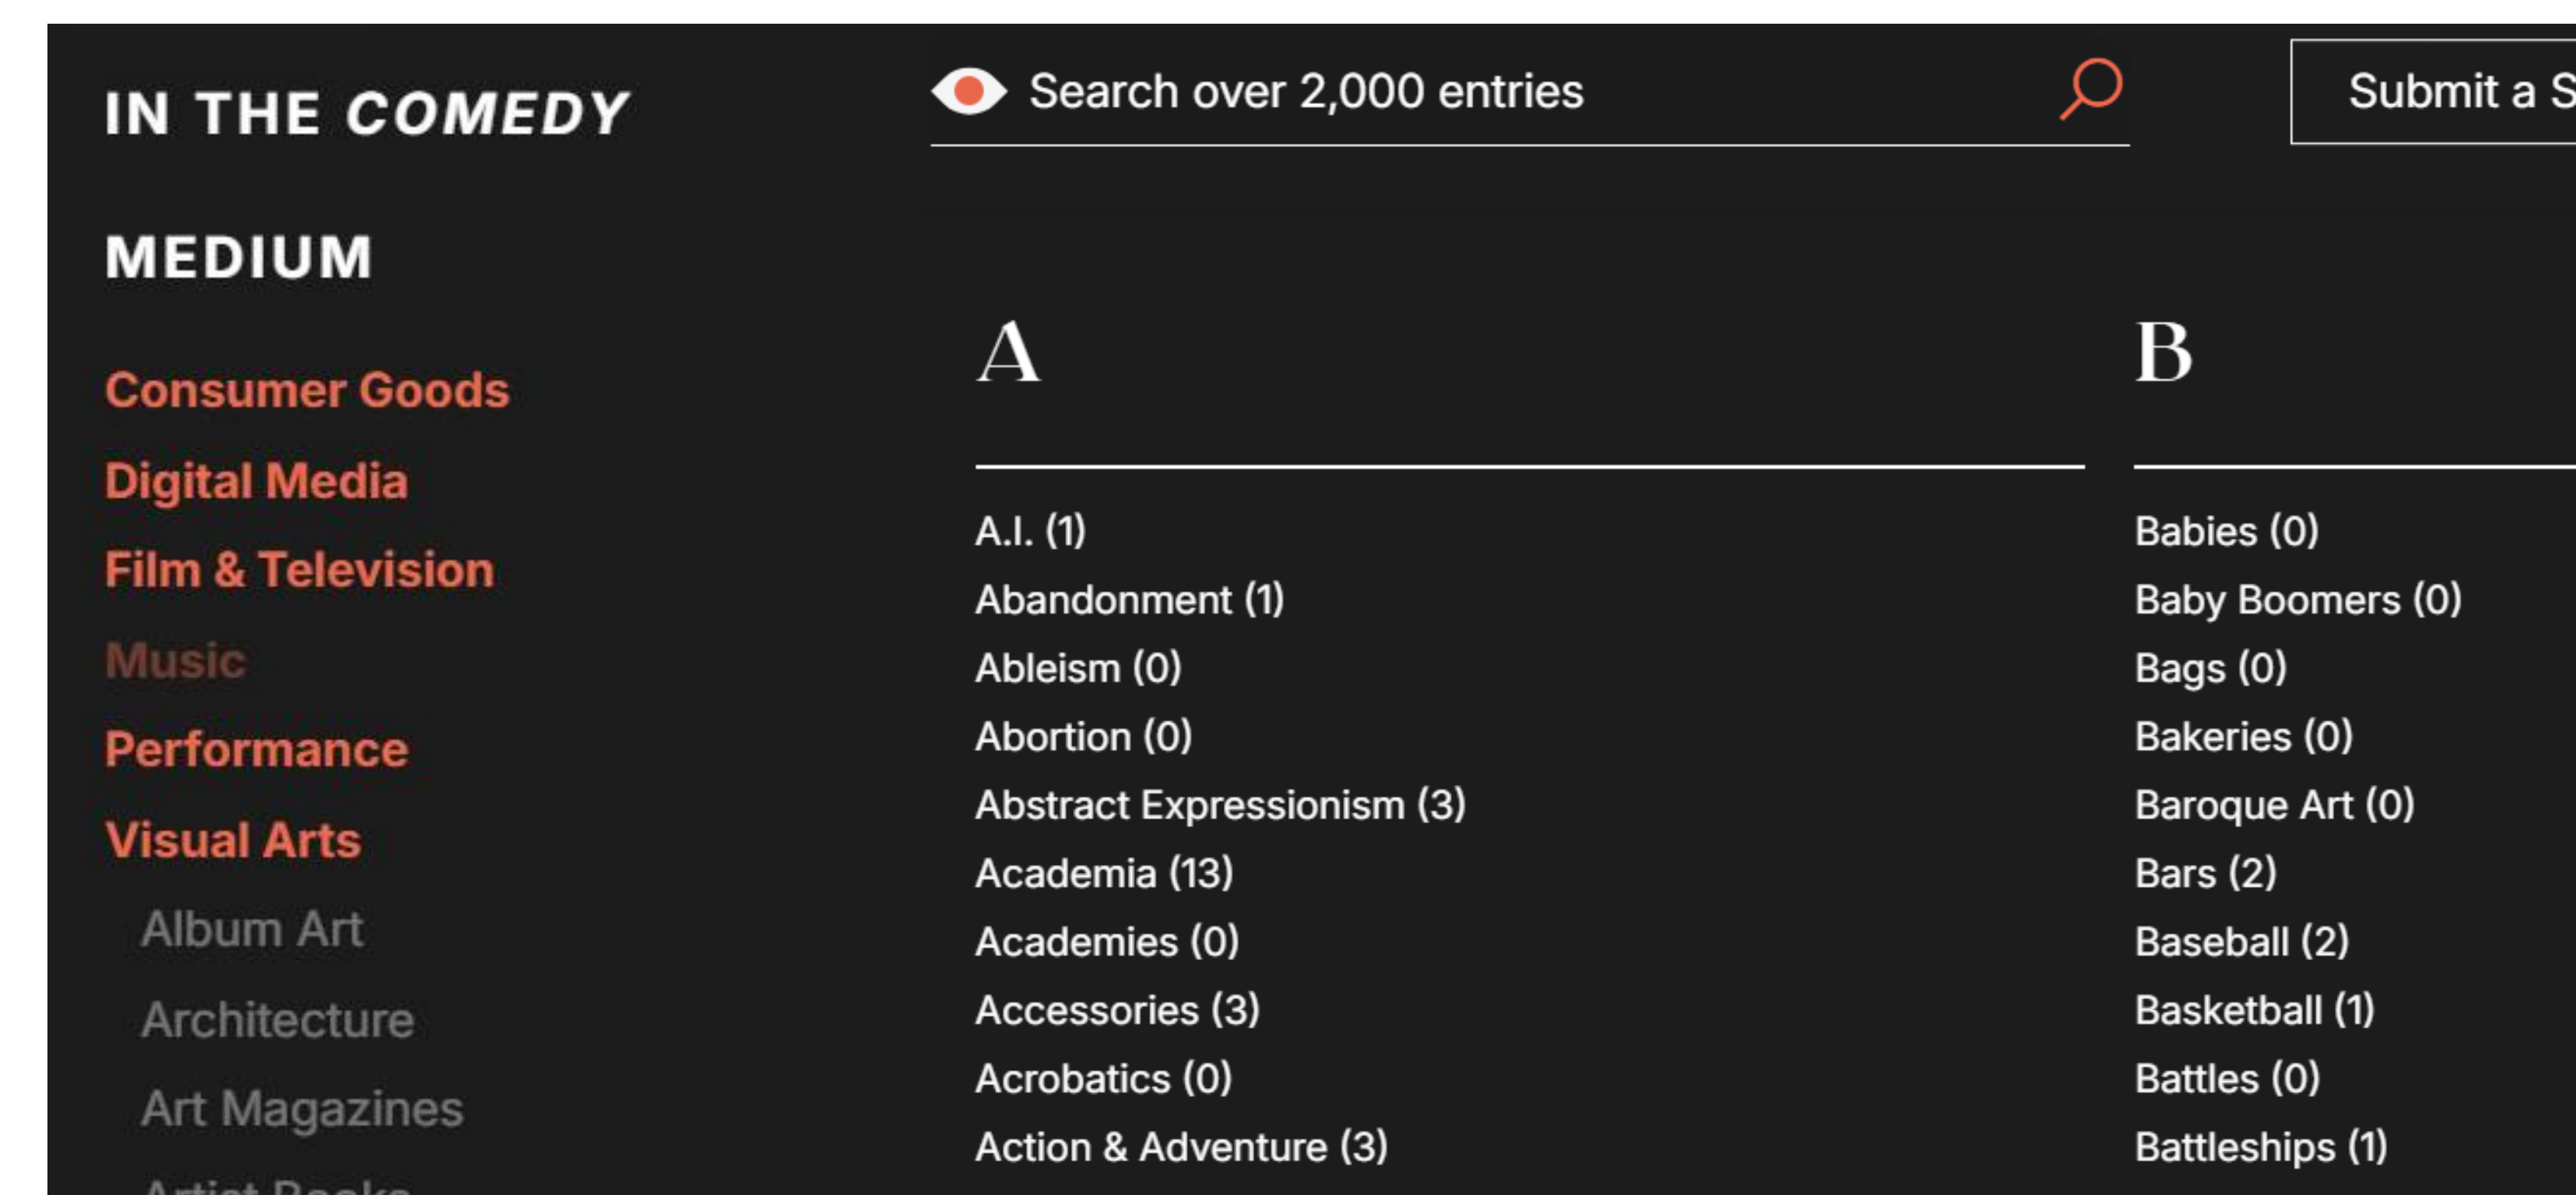 IN THE COMEDY
Search over 2,000 entries
Submit a S
MEDIUM
Consumer Goods
Digital Media
Film & Television
Music
Performance
Visual Arts
Album Art
Architecture
Art Magazines
Artist Books
A
A.I. (1)
Abandonment (1)
Ableism (0)
Abortion (0)
Abstract Expressionism (3)
Academia (13)
Academies (0)
Accessories (3)
Acrobatics (0)
Action & Adventure (3)
B
Babies (0)
Baby Boomers (0)
Bags (0)
Bakeries (0)
Baroque Art (0)
Bars (2)
Baseball (2)
Basketball (1)
Battles (0)
Battleships (1)